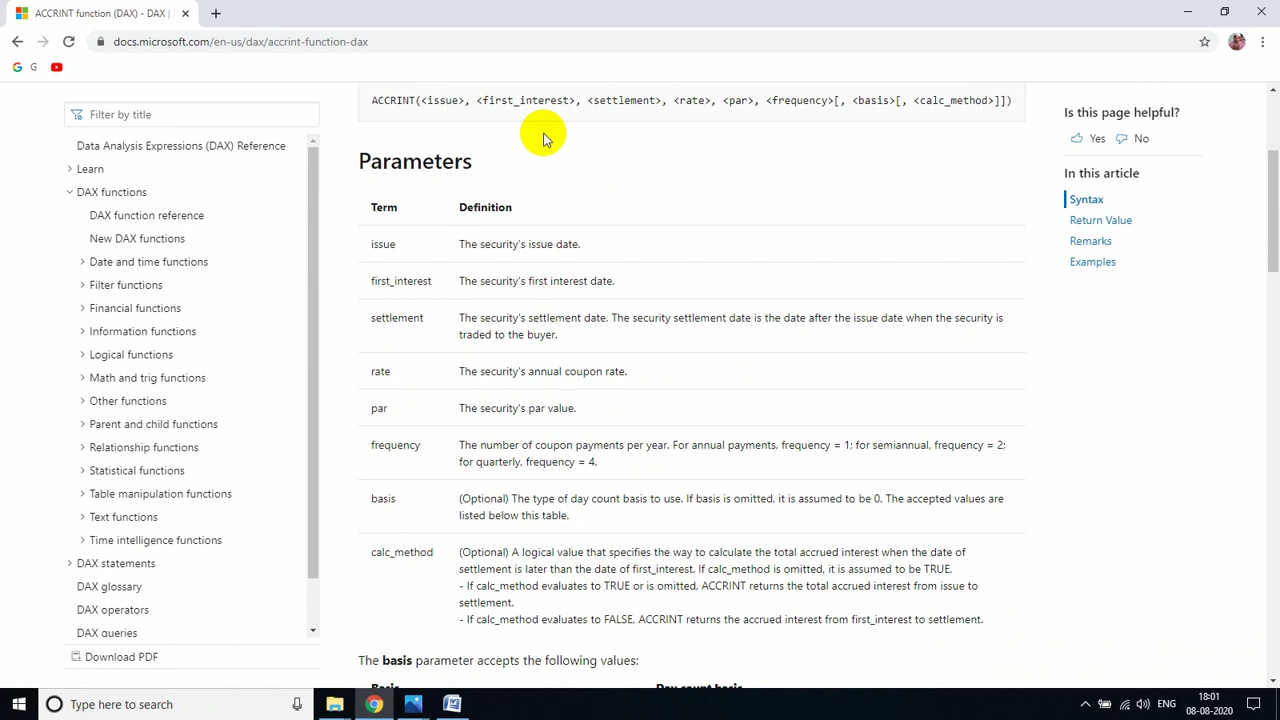 ACCRINT function (DAX) - DAX |
docs.microsoft.com/en-us/dax/accrint-function-dax
G
Filter by title
Data Analysis Expressions (DAX) Reference
Learn
DAX functions
DAX function reference
New DAX functions
Date and time functions
Filter functions
Financial functions
Information functions
Logical functions
Math and trig functions
Other functions
Parent and child functions
Relationship functions
Statistical functions
Table manipulation functions
Text functions
Time intelligence functions
DAX statements
DAX glossary
DAX operators
DAX queries
Download PDF
ACCRINT(<issue>, <first_interest>, <settlement>, <rate>, <par>, <frequency>[, <basis>[, <calc_method>]])
Parameters
Term Definition
issue The security's issue date.
first_interest The security's first interest date.
settlement The security's settlement date. The security settlement date is the date after the issue date when the security is
traded to the buyer.
rate The security's annual coupon rate.
par The security's par value.
frequency The number of coupon payments per year. For annual payments, frequency = 1; for semiannual, frequency = 2;
for quarterly, frequency = 4.
basis (Optional) The type of day count basis to use. If basis is omitted, it is assumed to be 0. The accepted values are
listed below this table.
calc_method (Optional) A logical value that specifies the way to calculate the total accrued interest when the date of
settlement is later than the date of first_interest. If calc_method is omitted, it is assumed to be TRUE.
- If calc_method evaluates to TRUE or is omitted, ACCRINT returns the total accrued interest from issue to
settlement.
- If calc_method evaluates to FALSE, ACCRINT returns the accrued interest from first_interest to settlement.
The basis parameter accepts the following values:
Basis Day count basis
Is this page helpful?
Yes No
In this article
Syntax
Return Value
Remarks
Examples
Type here to search
ENG
18:01
08-08-2020